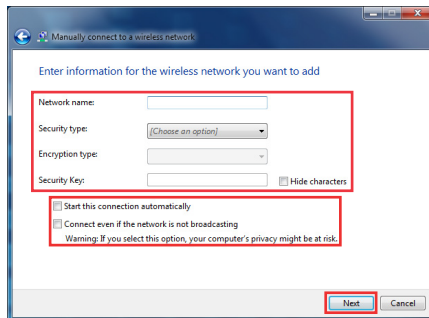 Manually connect to a wireless network
Enter information for the wireless network you want to add
Network name:
Security type:
[Choose an option]
Encryption type:
Security Key:
Hide characters
Start this connection automatically
Connect even if the network is not broadcasting
Warning: If you select this option, your computer's privacy might be at risk.
Next
Cancel